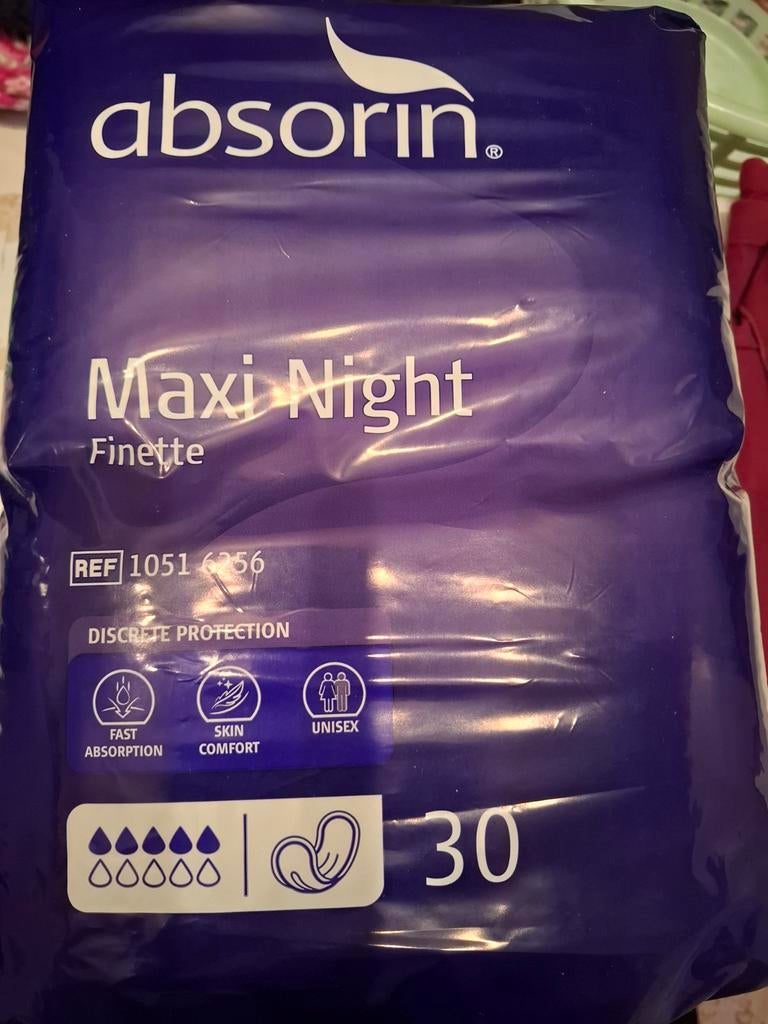 absorin®
Maxi Night
Finette
REF 1051 6256
DISCRETE PROTECTION
FAST
ABSORPTION
SKIN
COMFORT
UNISEX
30